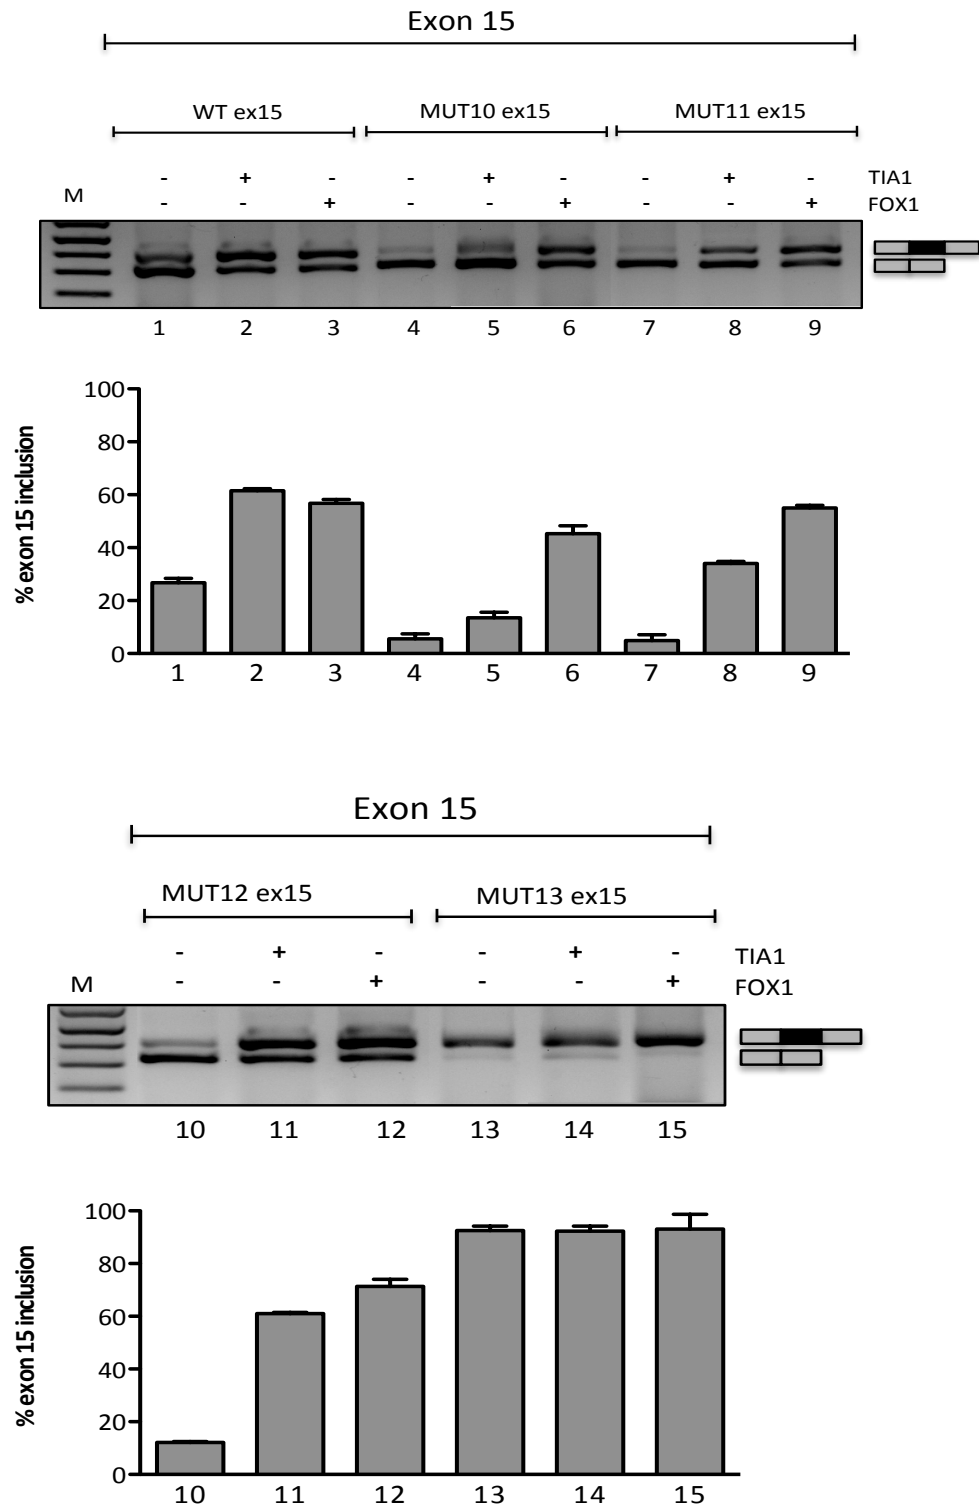 Exon 15
WT ex15 MUT10 ex15 MUT11 ex15
- + - - + - - + - TIA1
M - - + - - + - - + FOX1
1 2 3 4 5 6 7 8 9
% exon 15 inclusion
100
80
60
40
20
0
1 2 3 4 5 6 7 8 9
Exon 15
MUT12 ex15 MUT13 ex15
- + - - + - TIA1
M - - + - - + FOX1
10 11 12 13 14 15
% exon 15 inclusion
100
80
60
40
20
0
10 11 12 13 14 15